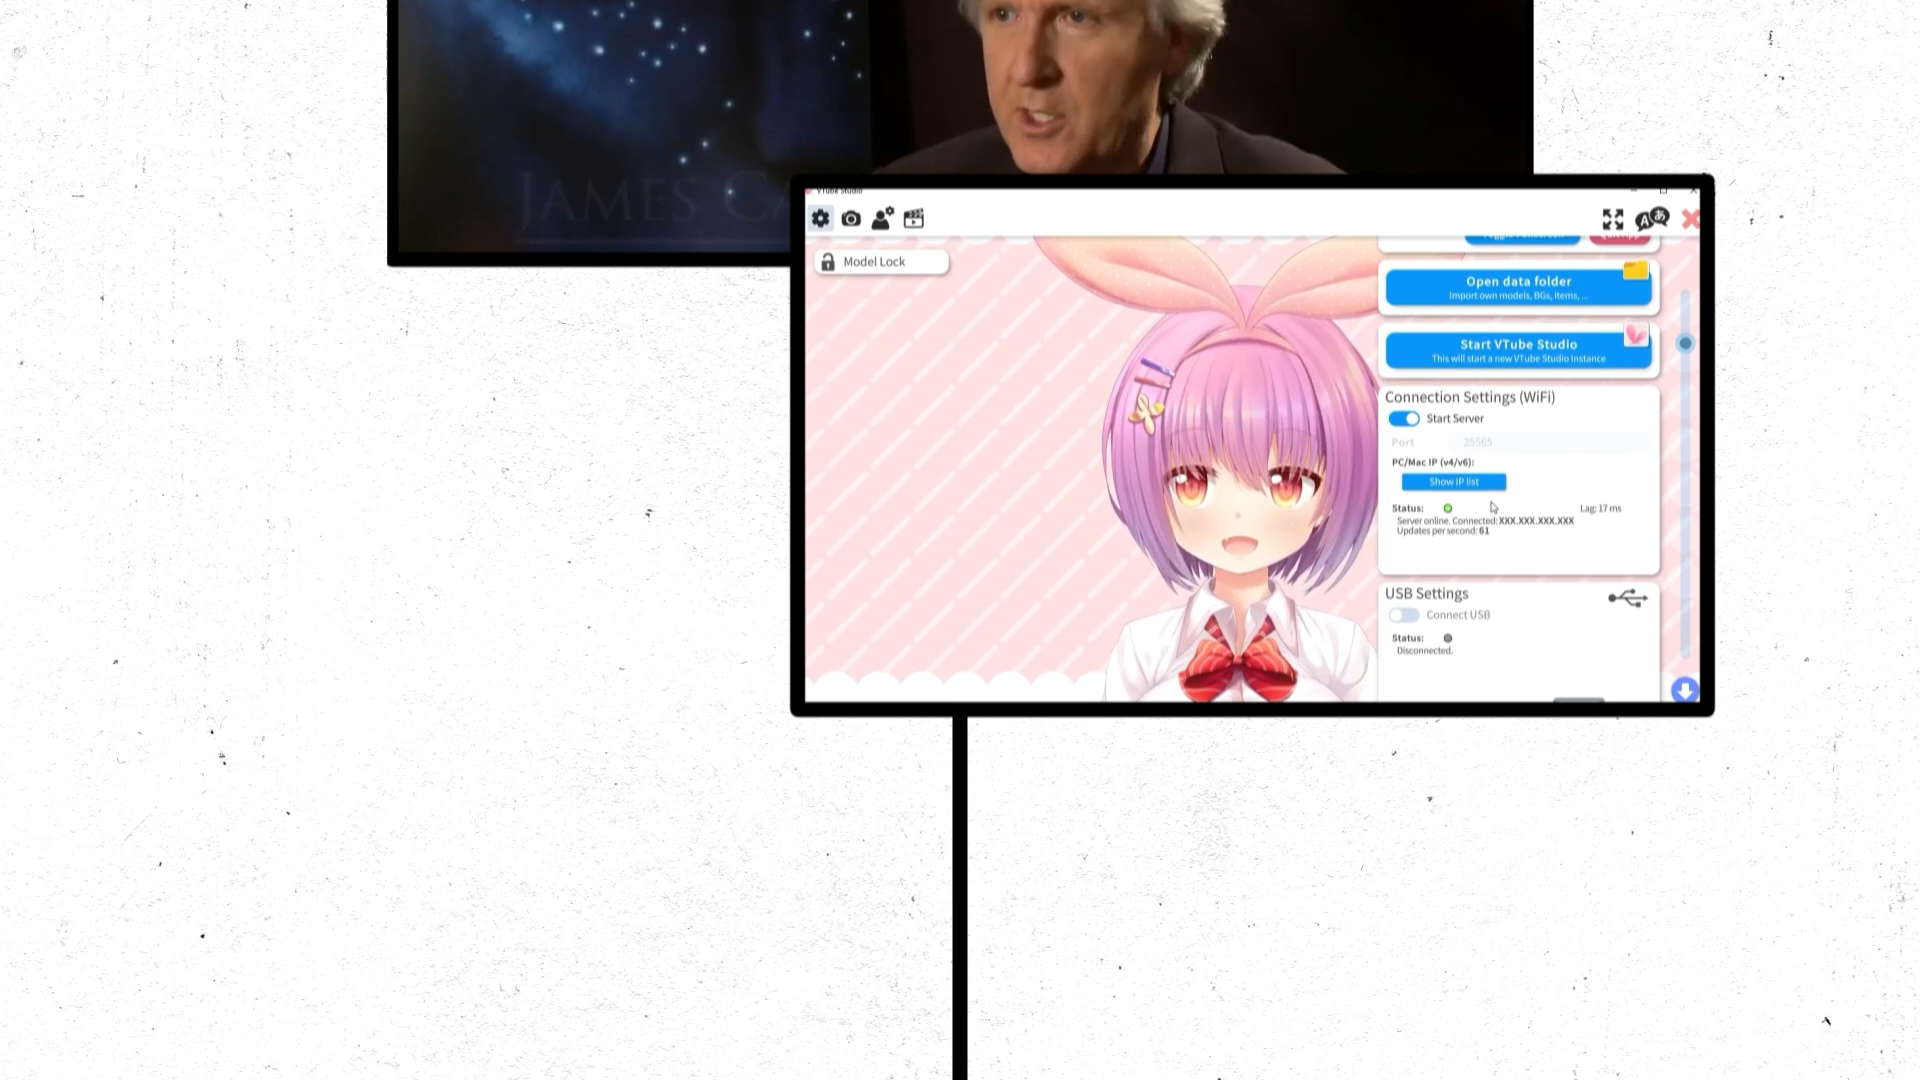 JAMES CA
VTube Studio
Model Lock
Open data folder
Import own models, BGs, items, ...
Start VTube Studio
This will start a new VTube Studio instance
Connection Settings (WiFi)
Start Server
Port 25565
PC/Mac IP (v4/v6):
Show IP list
Status: Lag: 17 ms
Server online. Connected: XXX.XXX.XXX.XXX
Updates per second: 61
USB Settings
Connect USB
Status:
Disconnected.